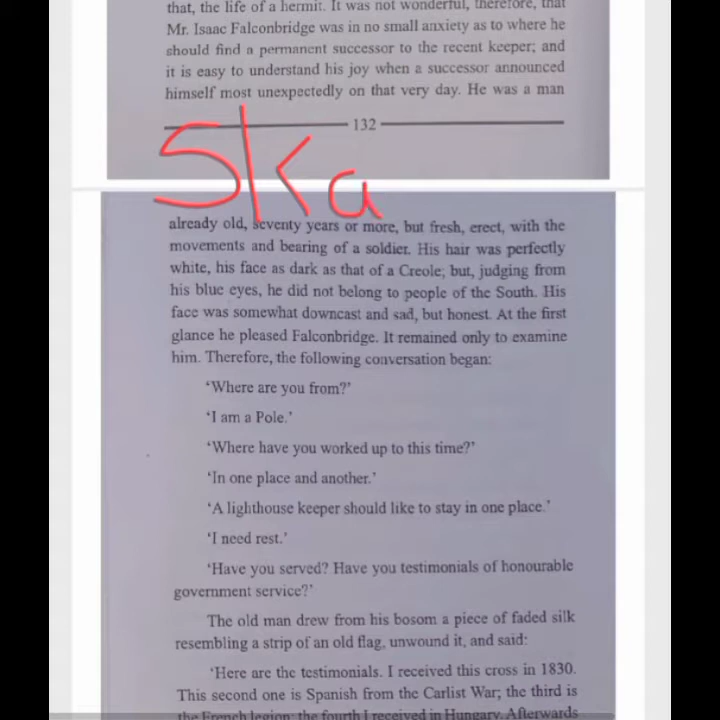 that, the life of a hermit. It was not wonderful, therefore, that
Mr. Isaac Falconbridge was in no small anxiety as to where he
should find a permanent successor to the recent keeper; and
it is easy to understand his joy when a successor announced
himself most unexpectedly on that very day. He was a man
132
Ska
already old, seventy years or more, but fresh, erect, with the
movements and bearing of a soldier. His hair was perfectly
white, his face as dark as that of a Creole; but, judging from
his blue eyes, he did not belong to people of the South. His
face was somewhat downcast and sad, but honest. At the first
glance he pleased Falconbridge. It remained only to examine
him. Therefore, the following conversation began:
‘Where are you from?’
‘I am a Pole.’
‘Where have you worked up to this time?’
‘In one place and another.’
‘A lighthouse keeper should like to stay in one place.’
‘I need rest.’
‘Have you served? Have you testimonials of honourable
government service?’
The old man drew from his bosom a piece of faded silk
resembling a strip of an old flag, unwound it, and said:
‘Here are the testimonials. I received this cross in 1830.
This second one is Spanish from the Carlist War; the third is
the French legion; the fourth I received in Hungary. Afterwards